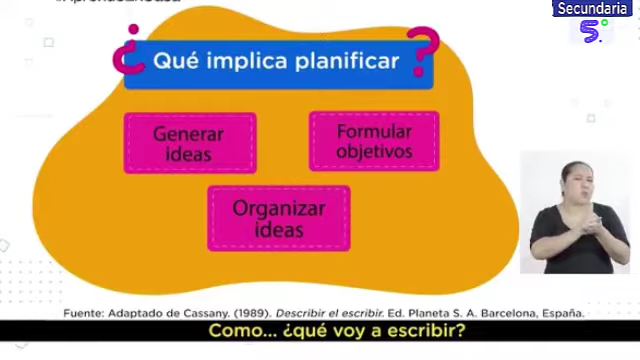 Secundaria
5.°
¿Qué implica planificar?
Generar
ideas
Formular
objetivos
Organizar
ideas
Fuente: Adaptado de Cassany. (1989). Describir el escribir. Ed. Planeta S. A. Barcelona, España.
Como... ¿qué voy a escribir?